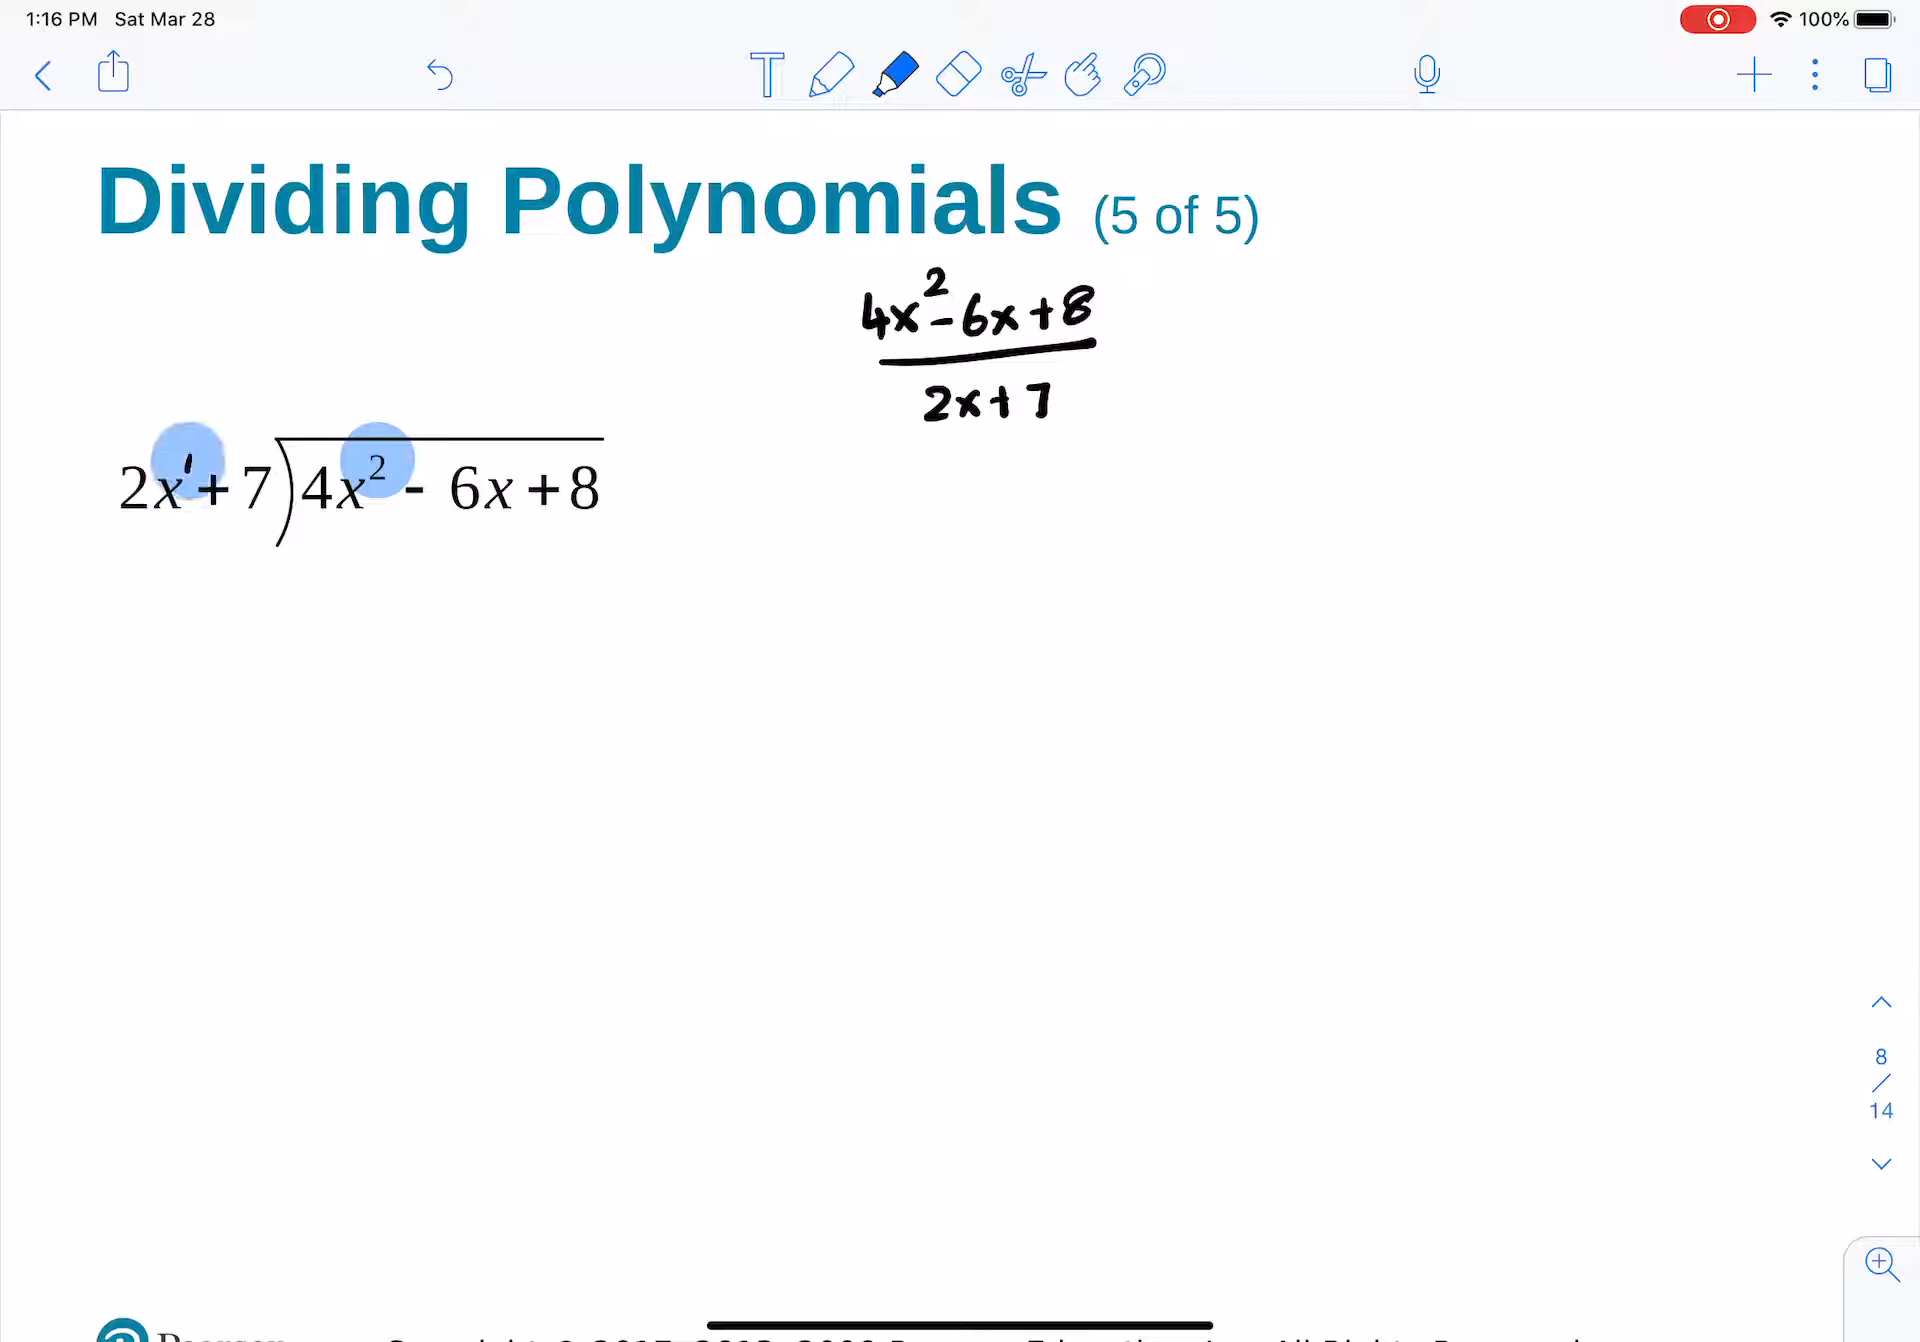 1:16 PM Sat Mar 28
100%
Dividing Polynomials (5 of 5)
4x² - 6x + 8
2x + 7
2x¹ + 7)4x² - 6x + 8
8
/
14